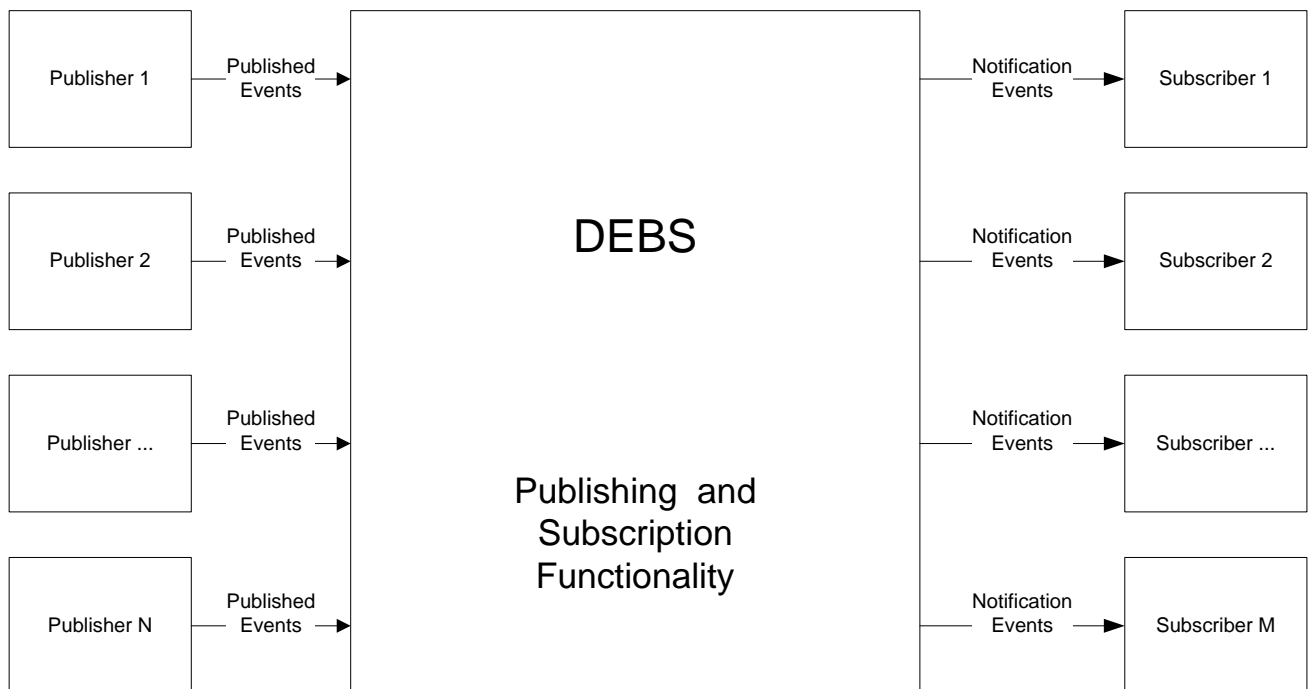 Publisher 1
Published
Events
Notification
Events
Subscriber 1
Publisher 2
Published
Events
DEBS
Notification
Events
Subscriber 2
Publisher ...
Published
Events
Notification
Events
Subscriber ...
Publishing and
Subscription
Functionality
Publisher N
Published
Events
Notification
Events
Subscriber M